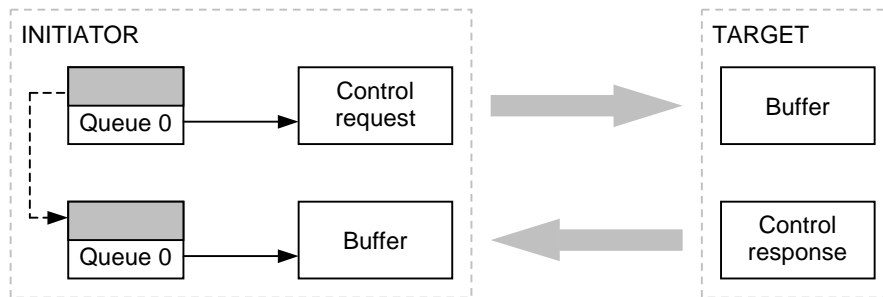 INITIATOR
TARGET
Queue 0
Control
request
Buffer
Queue 0
Buffer
Control
response